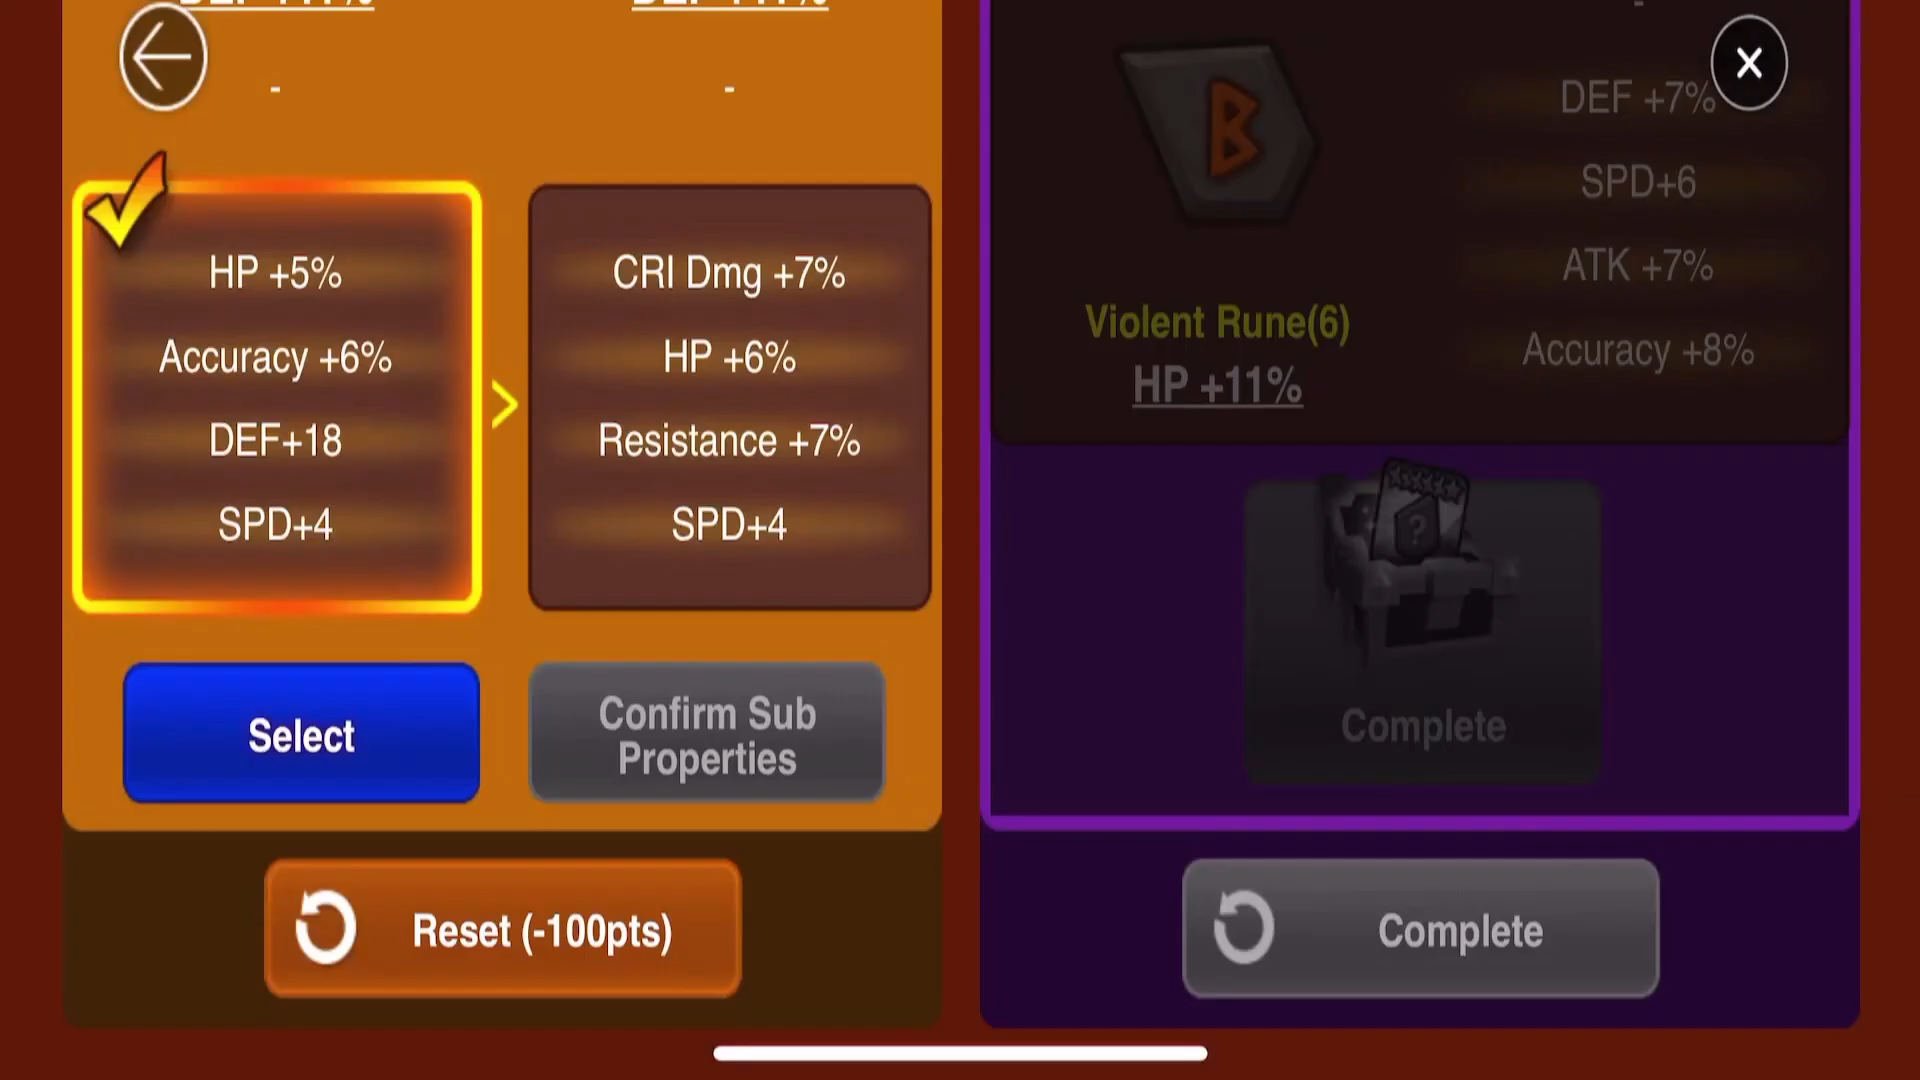 HP +5%
Accuracy +6%
DEF+18
SPD+4
CRI Dmg +7%
HP +6%
Resistance +7%
SPD+4
Select
Confirm Sub
Properties
Reset (-100pts)
Violent Rune(6)
HP +11%
DEF +7%
SPD+6
ATK +7%
Accuracy +8%
Complete
Complete